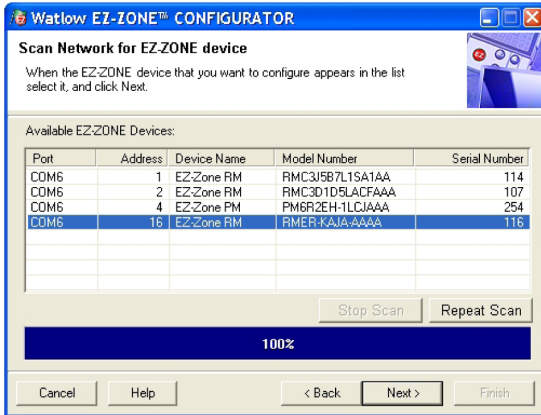 Watlow EZ-ZONE™ CONFIGURATOR
Scan Network for EZ-ZONE device
When the EZ-ZONE device that you want to configure appears in the list
select it, and click Next.
Available EZ-ZONE Devices:
Port Address Device Name Model Number Serial Number
COM6 1 EZ-Zone RM RMC3J5B7L1SA1AA 114
COM6 2 EZ-Zone RM RMC3D1D5LACFAAA 107
COM6 4 EZ-Zone PM PM6R2EH-1LCJAAA 254
COM6 16 EZ-Zone RM RMER-KAJA-AAAA 116
Stop Scan Repeat Scan
100%
Cancel Help < Back Next > Finish